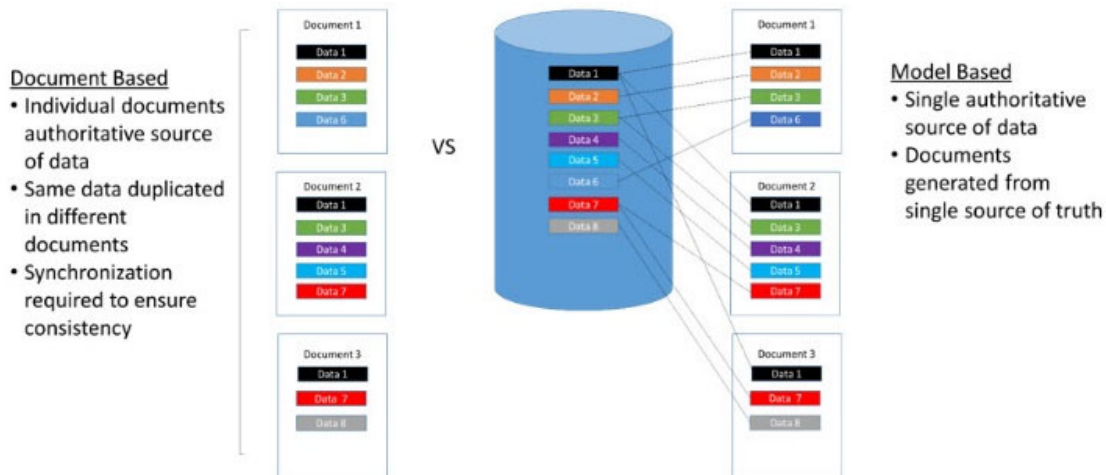 Document Based
• Individual documents
authoritative source
of data
• Same data duplicated
in different
documents
• Synchronization
required to ensure
consistency
Document 1
Data 1
Data 2
Data 3
Data 6
Document 2
Data 1
Data 3
Data 4
Data 5
Data 7
Document 3
Data 1
Data 7
Data 8
VS
Data 1
Data 2
Data 3
Data 4
Data 5
Data 6
Data 7
Data 8
Document 1
Data 1
Data 2
Data 3
Data 6
Document 2
Data 1
Data 3
Data 4
Data 5
Data 7
Document 3
Data 1
Data 7
Data 8
Model Based
• Single authoritative
source of data
• Documents
generated from
single source of truth